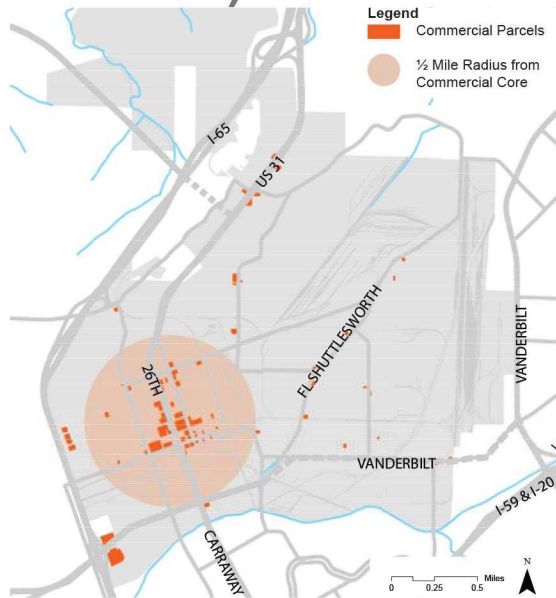 Legend
Commercial Parcels
½ Mile Radius from
Commercial Core
I-65
US 31
26TH
FL SHUTTLESWORTH
VANDERBILT
VANDERBILT
I-59 & I-20
CARRAWAY
N
Miles
0 0.25 0.5